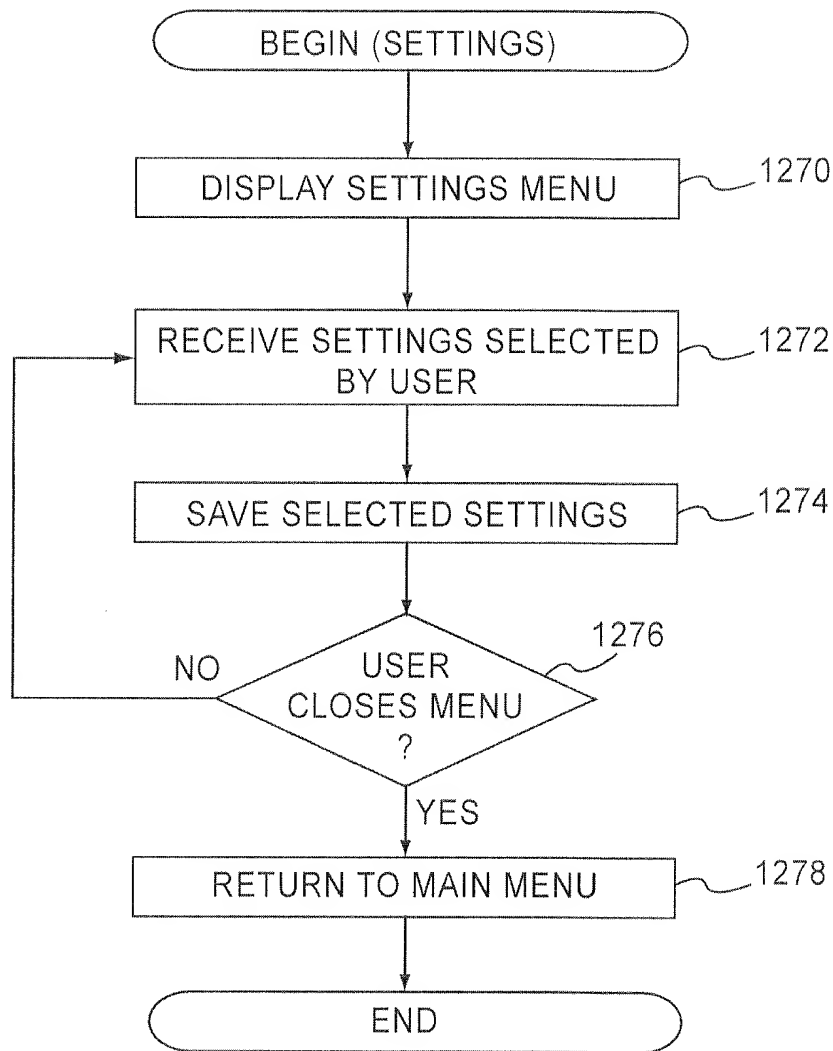 BEGIN (SETTINGS)
DISPLAY SETTINGS MENU
1270
RECEIVE SETTINGS SELECTED
BY USER
1272
SAVE SELECTED SETTINGS
1274
USER
CLOSES MENU
?
1276
NO
YES
RETURN TO MAIN MENU
1278
END